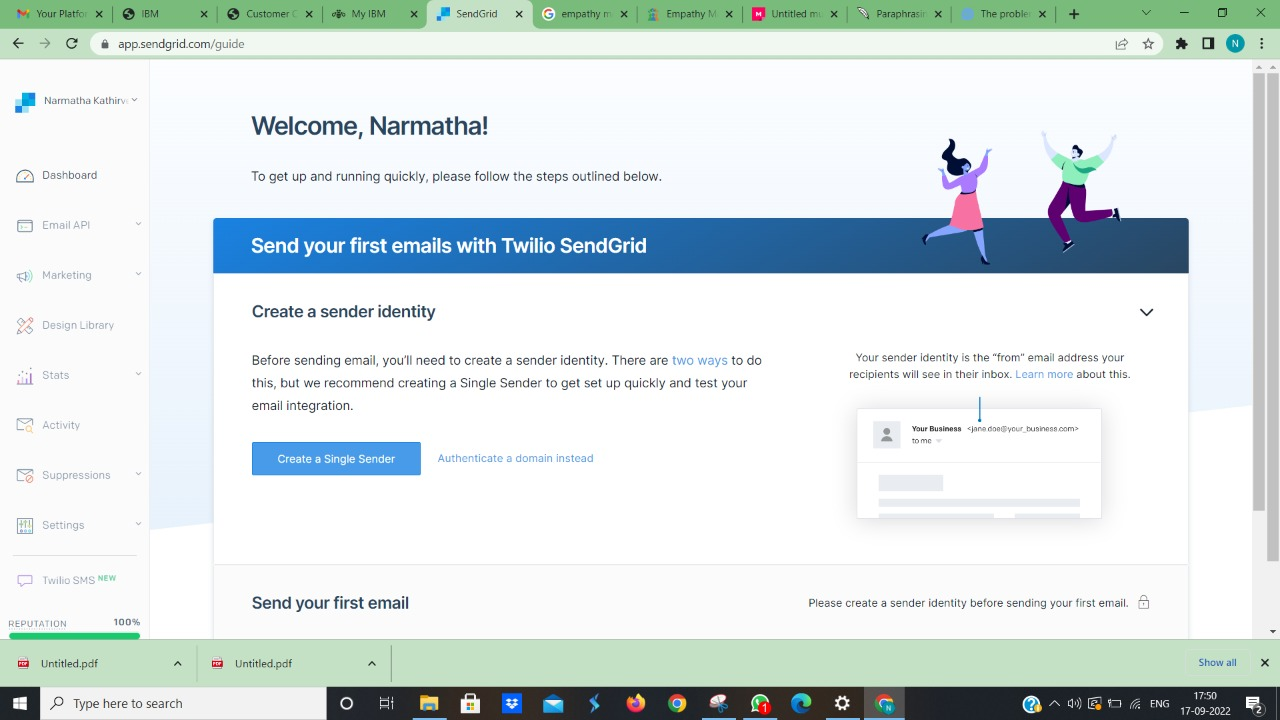 Your Platfo
IBM
Customer C
My IBM
SendGrid
empathy m
Empathy M
Untitled mu
Paraphrasin
The proble
app.sendgrid.com/guide
N
Narmatha Kathirve
Dashboard
Email API
Marketing
Design Library
Stats
Activity
Suppressions
Settings
Twilio SMS NEW
REPUTATION 100%
Welcome, Narmatha!
To get up and running quickly, please follow the steps outlined below.
Send your first emails with Twilio SendGrid
Create a sender identity
Before sending email, you'll need to create a sender identity. There are two ways to do
this, but we recommend creating a Single Sender to get set up quickly and test your
email integration.
Create a Single Sender
Authenticate a domain instead
Your sender identity is the “from” email address your
recipients will see in their inbox. Learn more about this.
Your Business <jane.doe@your_business.com>
to me
Send your first email
Please create a sender identity before sending your first email.
Untitled.pdf
Untitled.pdf
Show all
Type here to search
1
ENG
17:50
17-09-2022
2